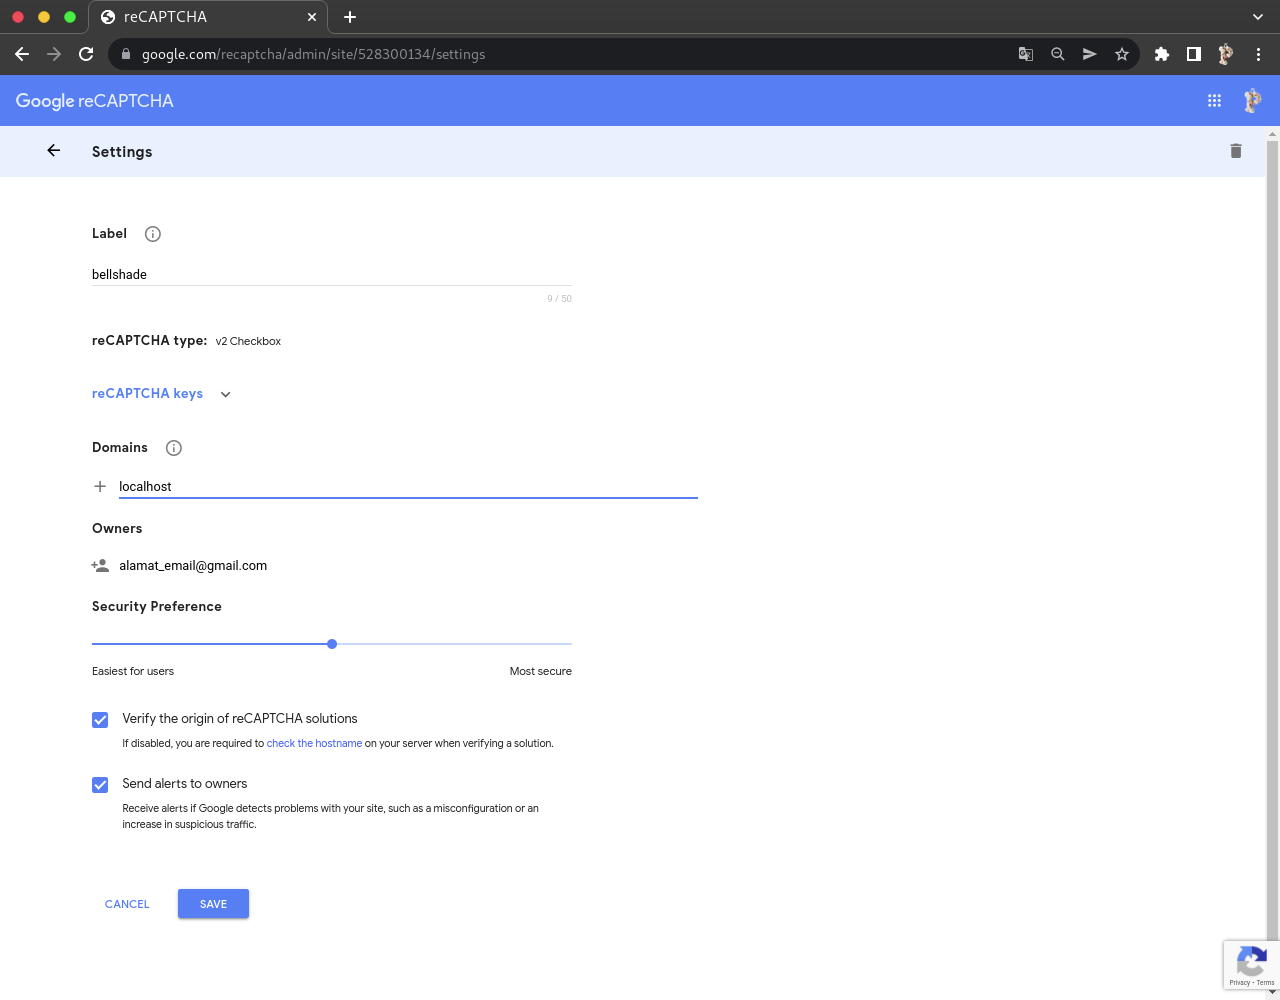 reCAPTCHA
google.com/recaptcha/admin/site/528300134/settings
Google reCAPTCHA
Settings
Label
bellshade
9 / 50
reCAPTCHA type: v2 Checkbox
reCAPTCHA keys
Domains
localhost
Owners
alamat_email@gmail.com
Security Preference
Easiest for users Most secure
Verify the origin of reCAPTCHA solutions
If disabled, you are required to check the hostname on your server when verifying a solution.
Send alerts to owners
Receive alerts if Google detects problems with your site, such as a misconfiguration or an
increase in suspicious traffic.
CANCEL SAVE
Privacy - Terms